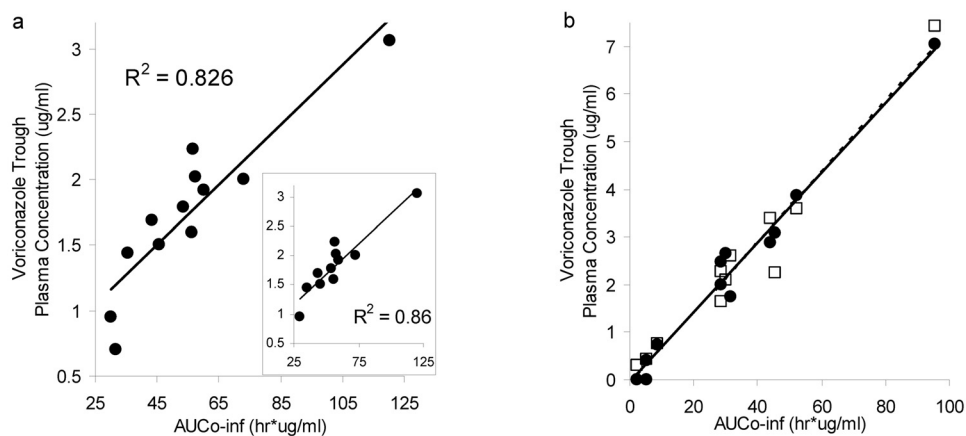 a
R² = 0.826
Voriconazole Trough
Plasma Concentration (ug/ml)
3
2.5
2
1.5
1
0.5
25 45 65 85 105 125
AUCo-inf (hr*ug/ml)
3.5
3
2.5
2
1.5
1
0.5
R² = 0.86
25 75 125
b
Voriconazole Trough
Plasma Concentration (ug/ml)
7
6
5
4
3
2
1
0
0 20 40 60 80 100
AUCo-inf (hr*ug/ml)